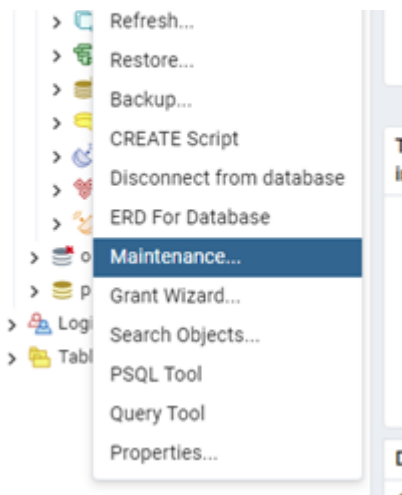 Refresh...
Restore...
Backup...
CREATE Script
Disconnect from database
ERD For Database
Maintenance...
Grant Wizard...
Search Objects...
PSQL Tool
Query Tool
Properties...